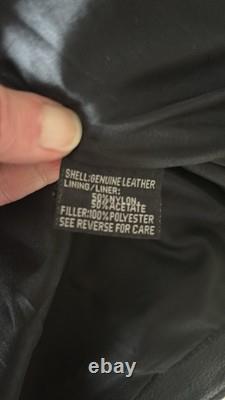 SHELL:GENUINE LEATHER
LINING/LINER:
50%NYLON,
50%ACETATE
FILLER:100%POLYESTER
SEE REVERSE FOR CARE
ebay